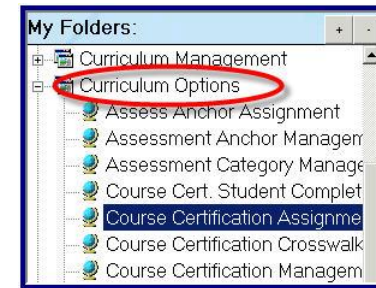 My Folders: + -
Curriculum Management
Curriculum Options
Assess Anchor Assignment
Assessment Anchor Managem
Assessment Category Manage
Course Cert. Student Complet
Course Certification Assignme
Course Certification Crosswalk
Course Certification Managem